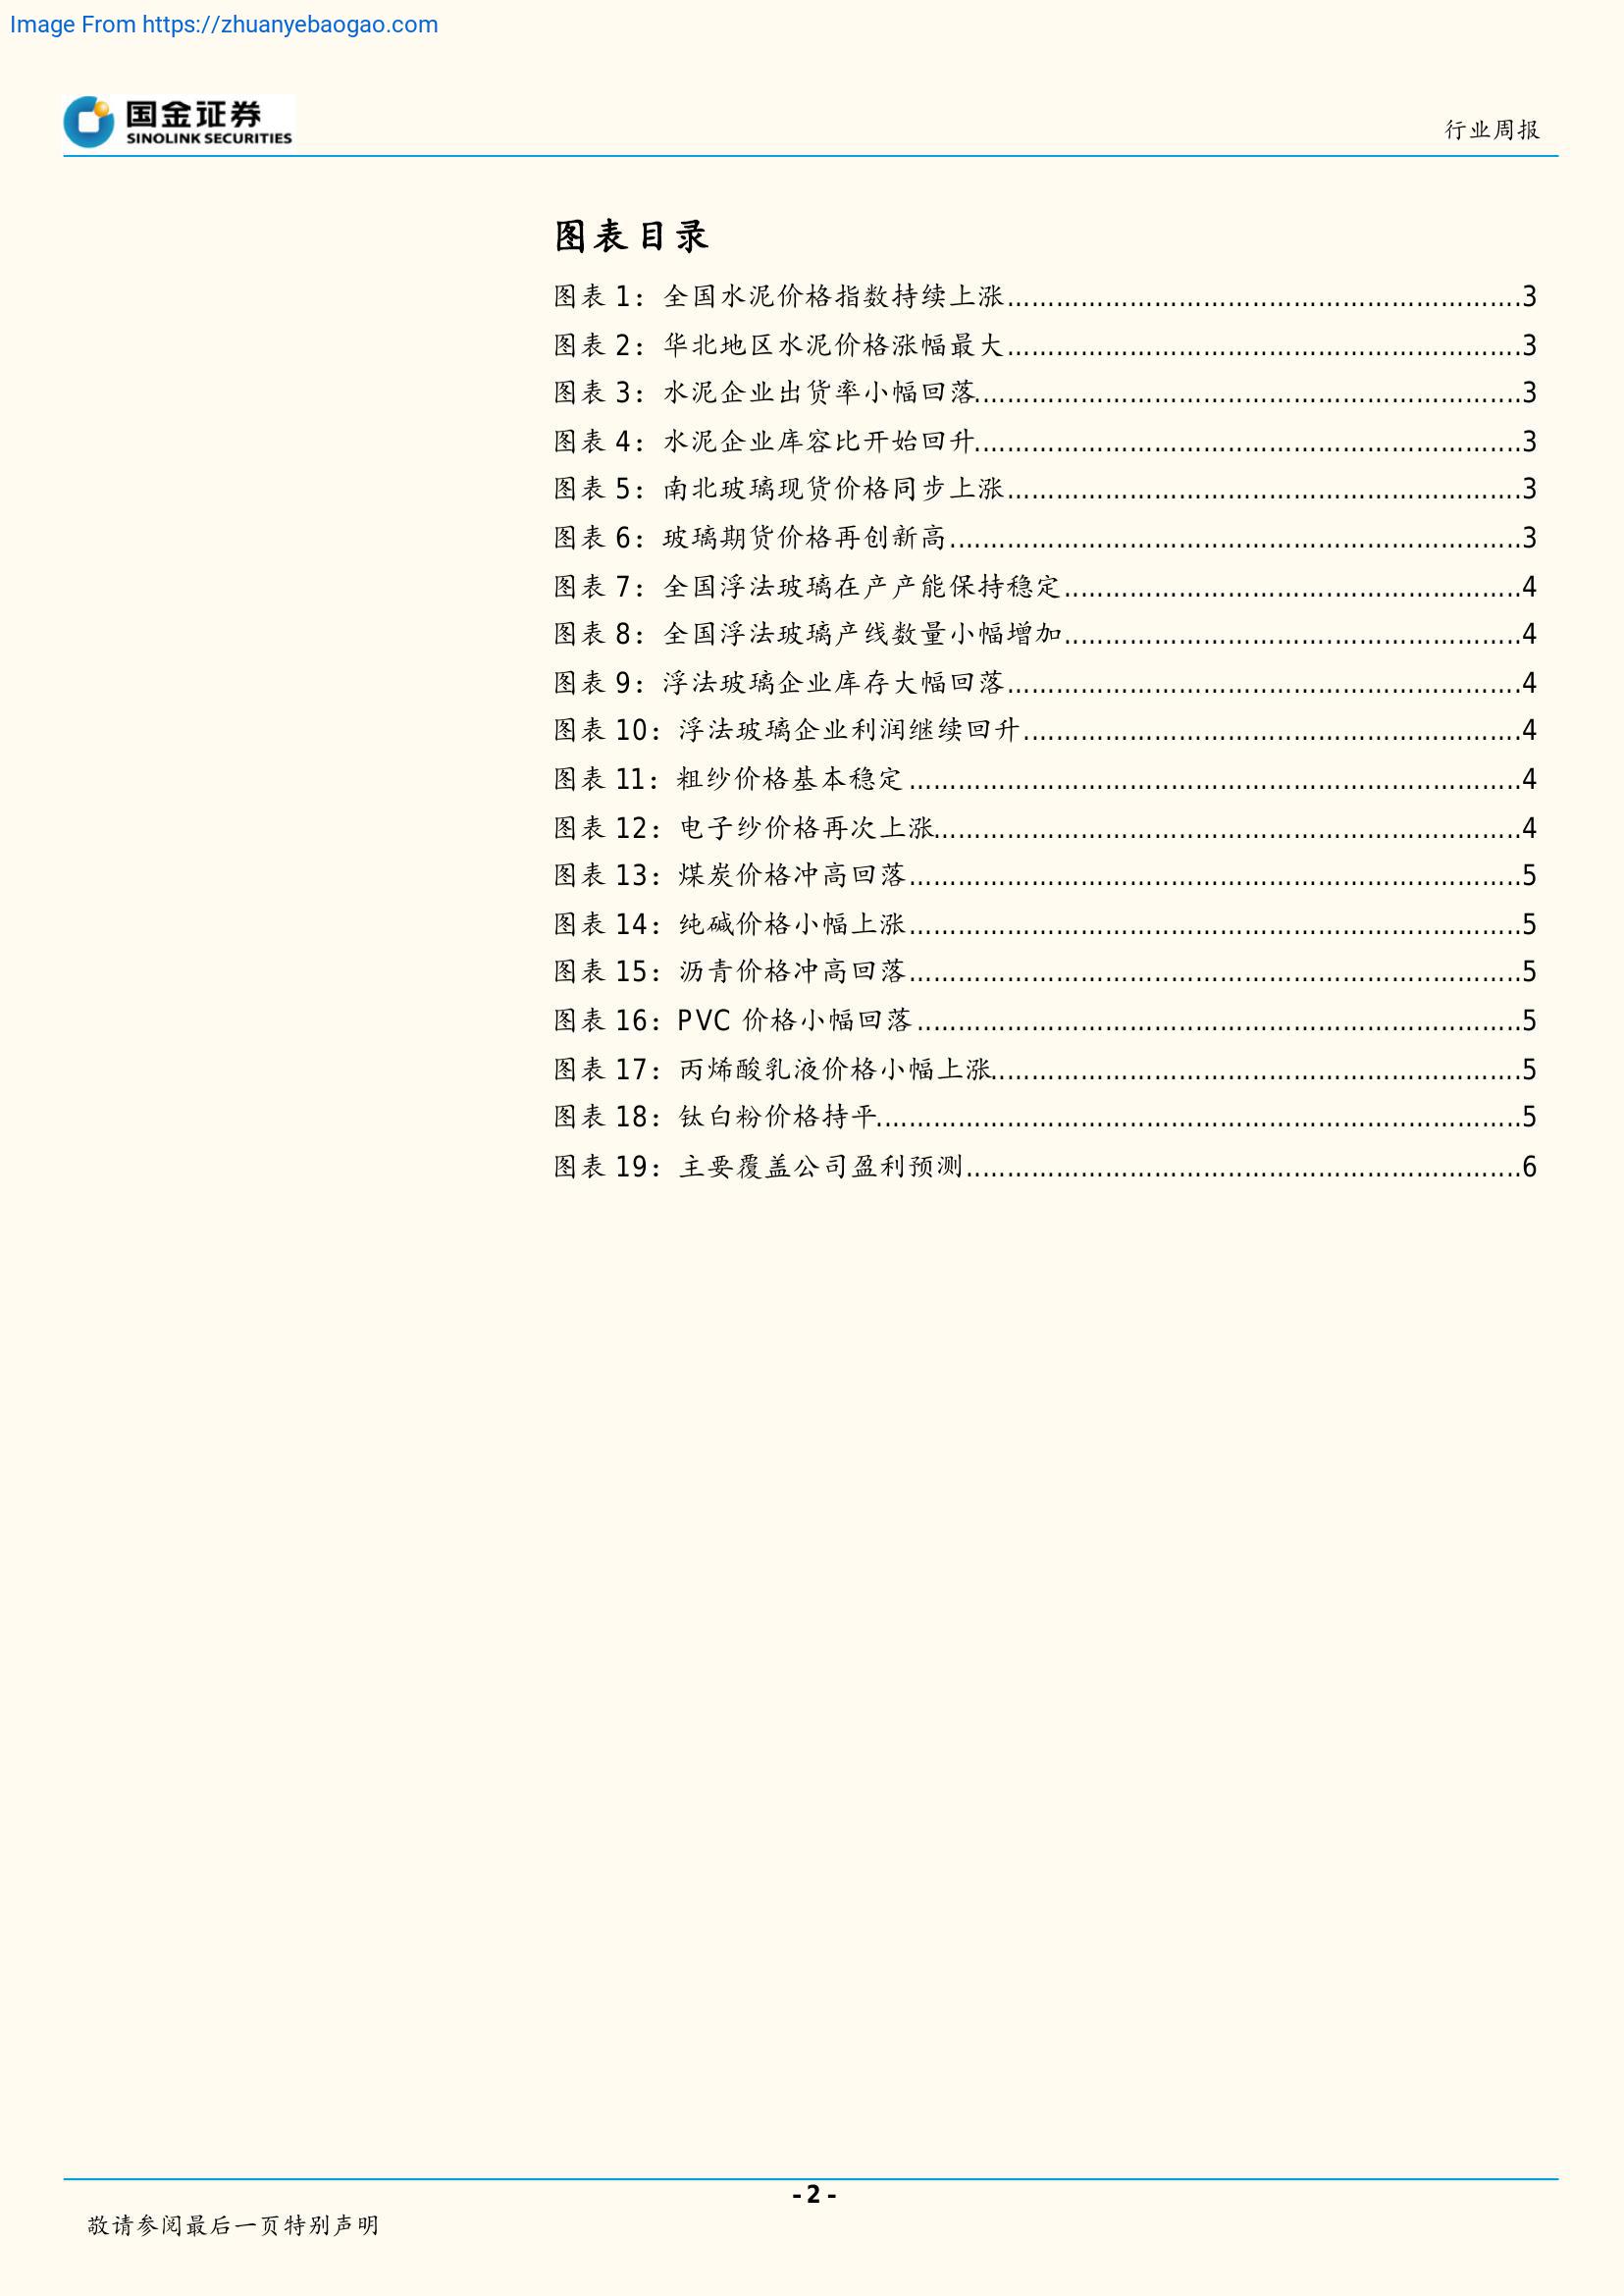 Image From https://zhuanyebaogao.com
国金证券
SINOLINK SECURITIES
行业周报
图表目录
图表 1：全国水泥价格指数持续上涨................................................................3
图表 2：华北地区水泥价格涨幅最大................................................................3
图表 3：水泥企业出货率小幅回落................................................................3
图表 4：水泥企业库容比开始回升................................................................3
图表 5：南北玻璃现货价格同步上涨................................................................3
图表 6：玻璃期货价格再创新高................................................................3
图表 7：全国浮法玻璃在产产能保持稳定................................................................4
图表 8：全国浮法玻璃产线数量小幅增加................................................................4
图表 9：浮法玻璃企业库存大幅回落................................................................4
图表 10：浮法玻璃企业利润继续回升................................................................4
图表 11：粗纱价格基本稳定................................................................4
图表 12：电子纱价格再次上涨................................................................4
图表 13：煤炭价格冲高回落................................................................5
图表 14：纯碱价格小幅上涨................................................................5
图表 15：沥青价格冲高回落................................................................5
图表 16：PVC 价格小幅回落................................................................5
图表 17：丙烯酸乳液价格小幅上涨................................................................5
图表 18：钛白粉价格持平................................................................5
图表 19：主要覆盖公司盈利预测................................................................6
- 2 -
敬请参阅最后一页特别声明